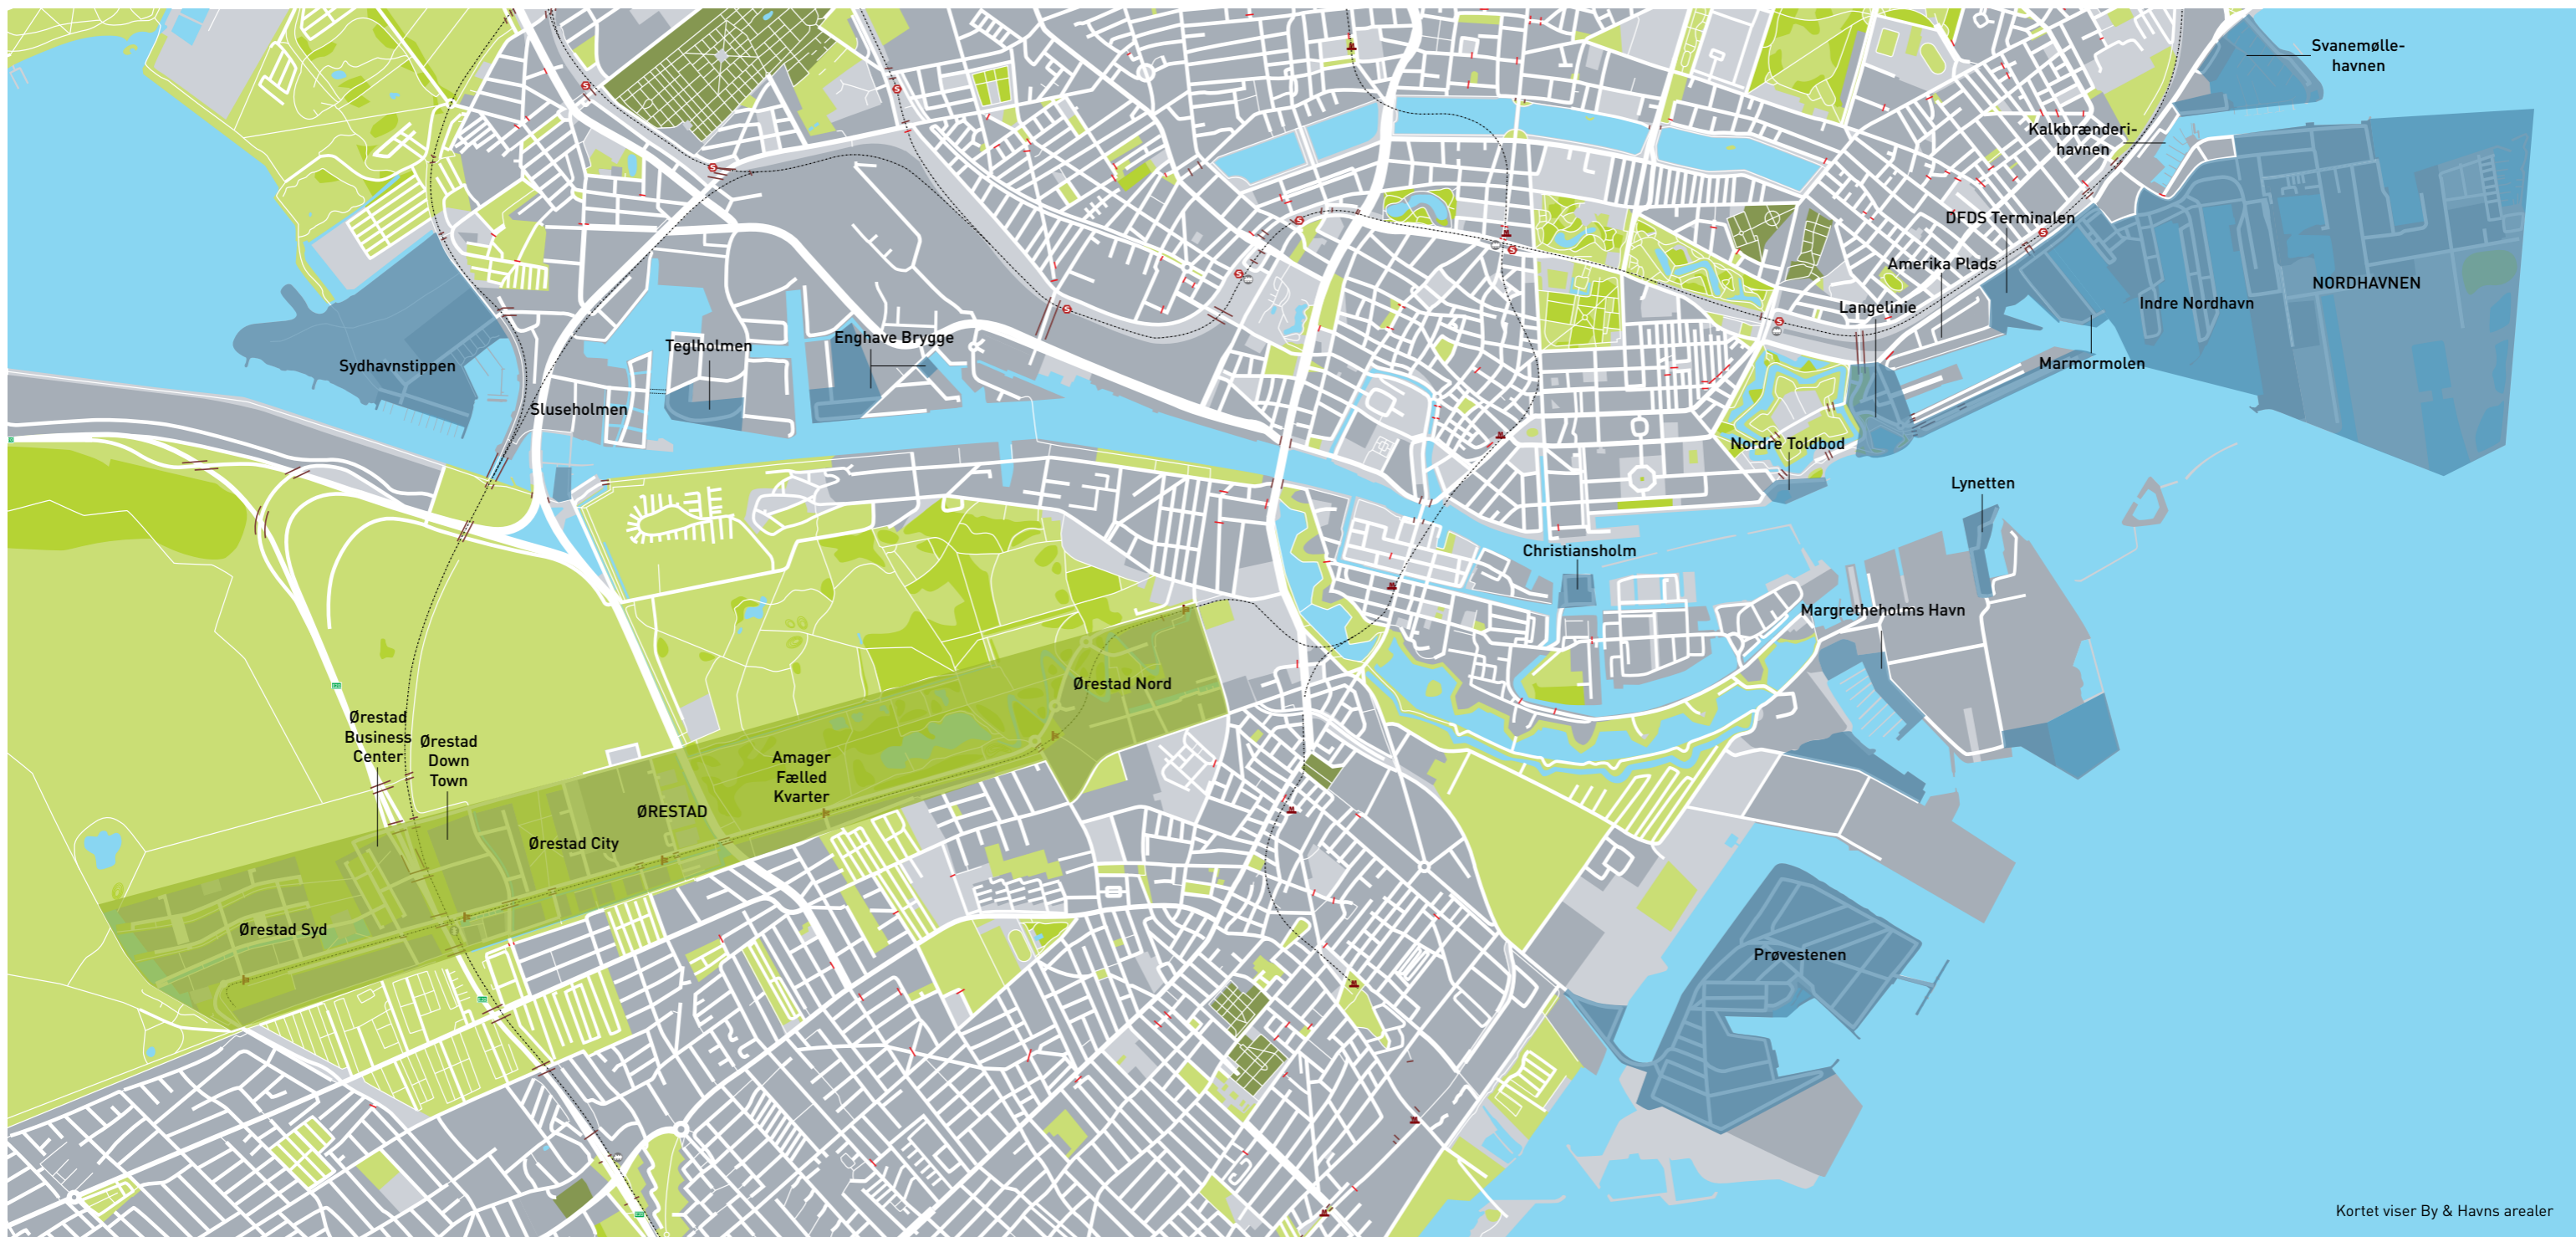 Svanemølle-
havnen
Kalkbrænderi-
havnen
DFDS Terminalen
Amerika Plads
NORDHAVNEN
Indre Nordhavn
Langelinie
Enghave Brygge
Teglholmen
Marmormolen
Sydhavnstippen
Sluseholmen
Nordre Toldbod
Lynetten
Christiansholm
Margretheholms Havn
Ørestad Nord
Ørestad
Business
Center
Ørestad
Down
Town
Amager
Fælled
Kvarter
ØRESTAD
Ørestad City
Ørestad Syd
Prøvestenen
Kortet viser By & Havns arealer